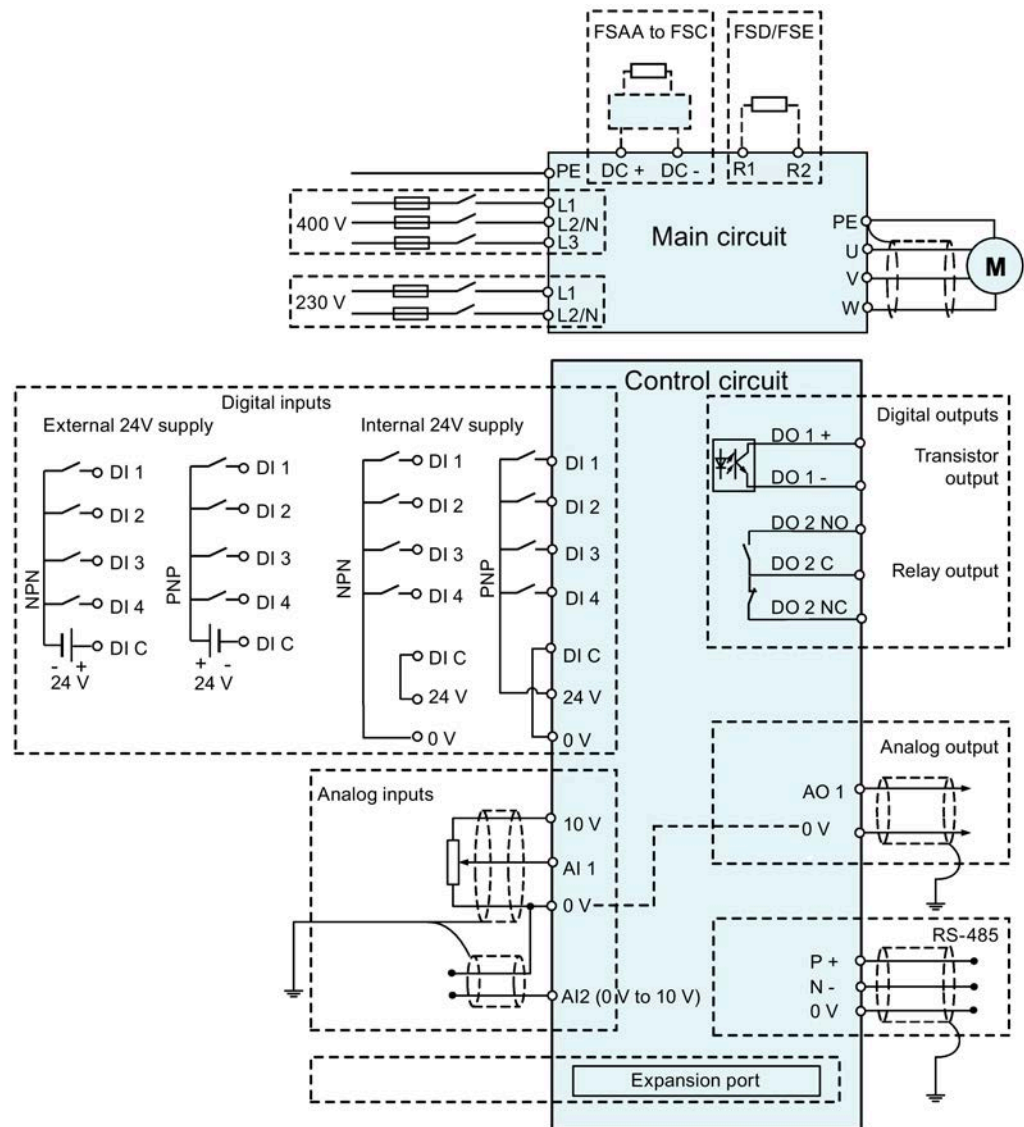 FSAA to FSC
FSD/FSE
PE
DC +
DC -
R1
R2
400 V
L1
L2/N
L3
Main circuit
PE
U
V
W
M
230 V
L1
L2/N
Control circuit
Digital inputs
External 24V supply
Internal 24V supply
NPN
DI 1
DI 2
DI 3
DI 4
DI C
- +
24 V
PNP
DI 1
DI 2
DI 3
DI 4
DI C
+ -
24 V
NPN
DI 1
DI 2
DI 3
DI 4
DI C
24 V
0 V
PNP
DI 1
DI 2
DI 3
DI 4
DI C
24 V
0 V
Digital outputs
DO 1 +
Transistor
output
DO 1 -
DO 2 NO
DO 2 C
Relay output
DO 2 NC
Analog inputs
10 V
AI 1
0 V
AI2 (0 V to 10 V)
Analog output
AO 1
0 V
RS-485
P +
N -
0 V
Expansion port